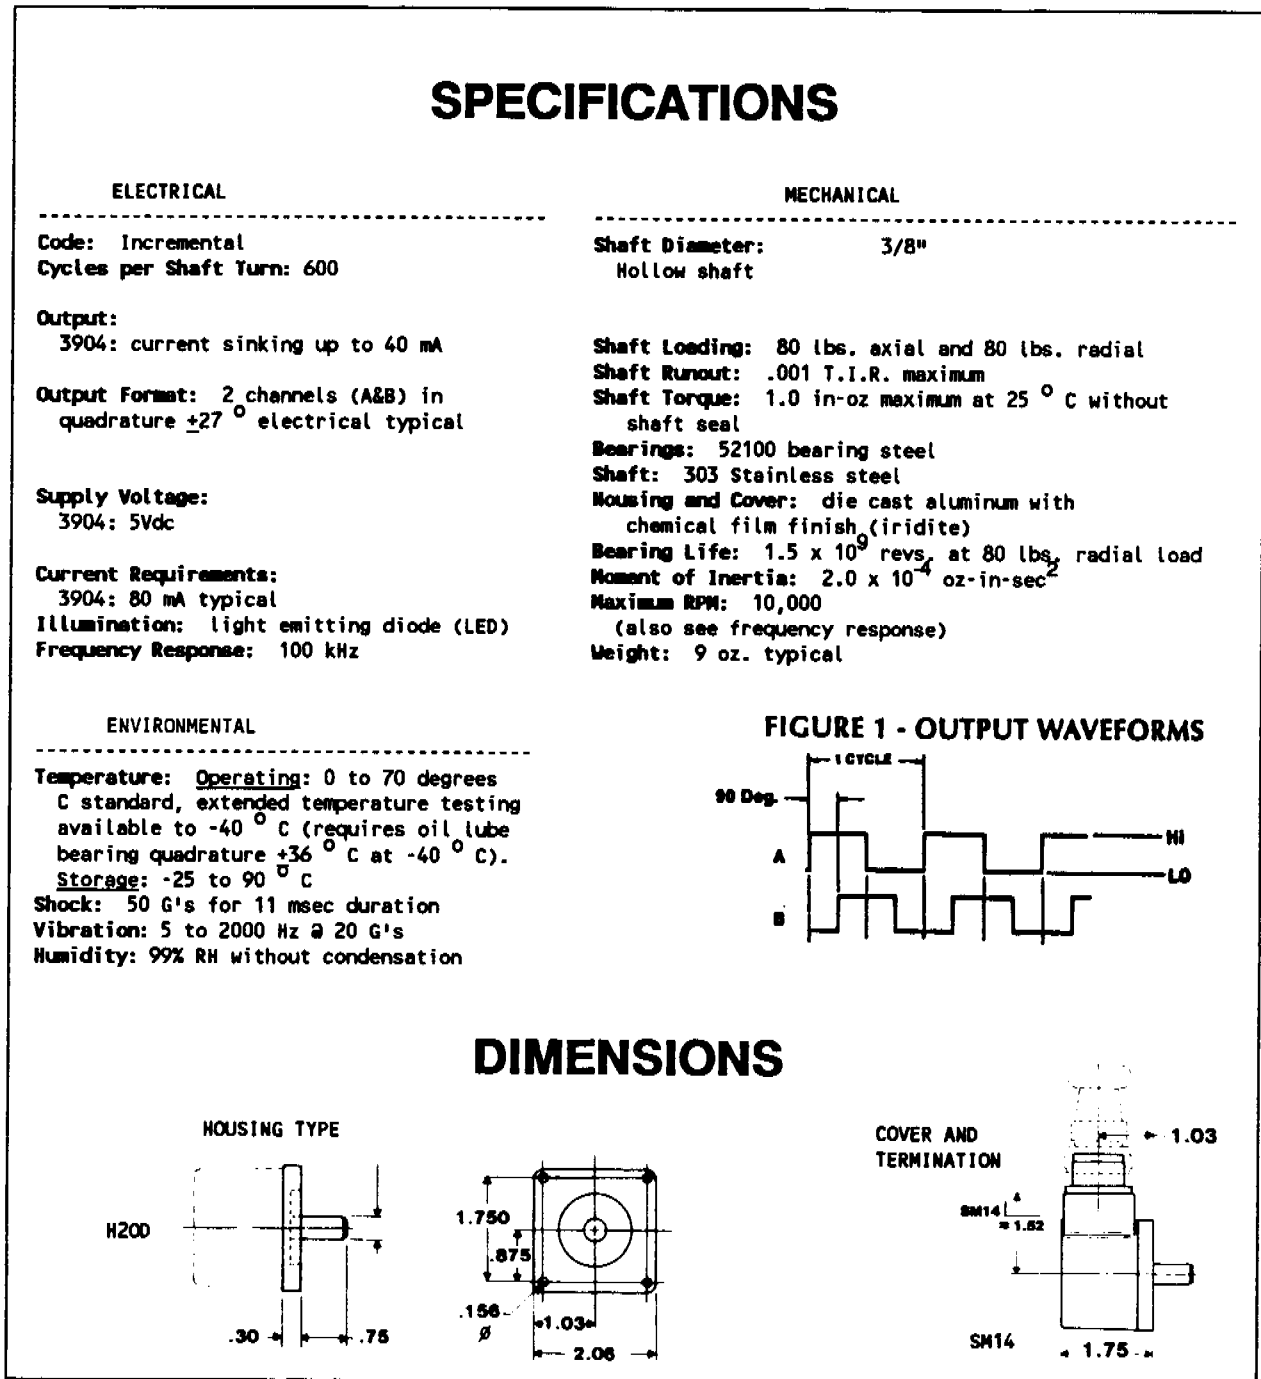 SPECIFICATIONS
ELECTRICAL
Code: Incremental
Cycles per Shaft Turn: 600
Output:
3904: current sinking up to 40 mA
Output Format: 2 channels (A&B) in
quadrature ±27 ° electrical typical
Supply Voltage:
3904: 5Vdc
Current Requirements:
3904: 80 mA typical
Illumination: light emitting diode (LED)
Frequency Response: 100 kHz
MECHANICAL
Shaft Diameter: 3/8"
Hollow shaft
Shaft Loading: 80 lbs. axial and 80 lbs. radial
Shaft Runout: .001 T.I.R. maximum
Shaft Torque: 1.0 in-oz maximum at 25 ° C without
shaft seal
Bearings: 52100 bearing steel
Shaft: 303 Stainless steel
Housing and Cover: die cast aluminum with
chemical film finish (iridite)
Bearing Life: 1.5 x 10⁹ revs. at 80 lbs. radial load
Moment of Inertia: 2.0 x 10⁻⁴ oz-in-sec²
Maximum RPM: 10,000
(also see frequency response)
Weight: 9 oz. typical
ENVIRONMENTAL
Temperature: Operating: 0 to 70 degrees
C standard, extended temperature testing
available to -40 ° C (requires oil lube
bearing quadrature ±36 ° C at -40 ° C).
Storage: -25 to 90 ° C
Shock: 50 G's for 11 msec duration
Vibration: 5 to 2000 Hz @ 20 G's
Humidity: 99% RH without condensation
FIGURE 1 - OUTPUT WAVEFORMS
1 CYCLE
90 Deg.
A
HI
LO
B
DIMENSIONS
HOUSING TYPE
H20D
.30
.75
1.750
.875
.156
Ø
1.03
2.06
COVER AND
TERMINATION
1.03
SM14
≈ 1.52
SM14
1.75